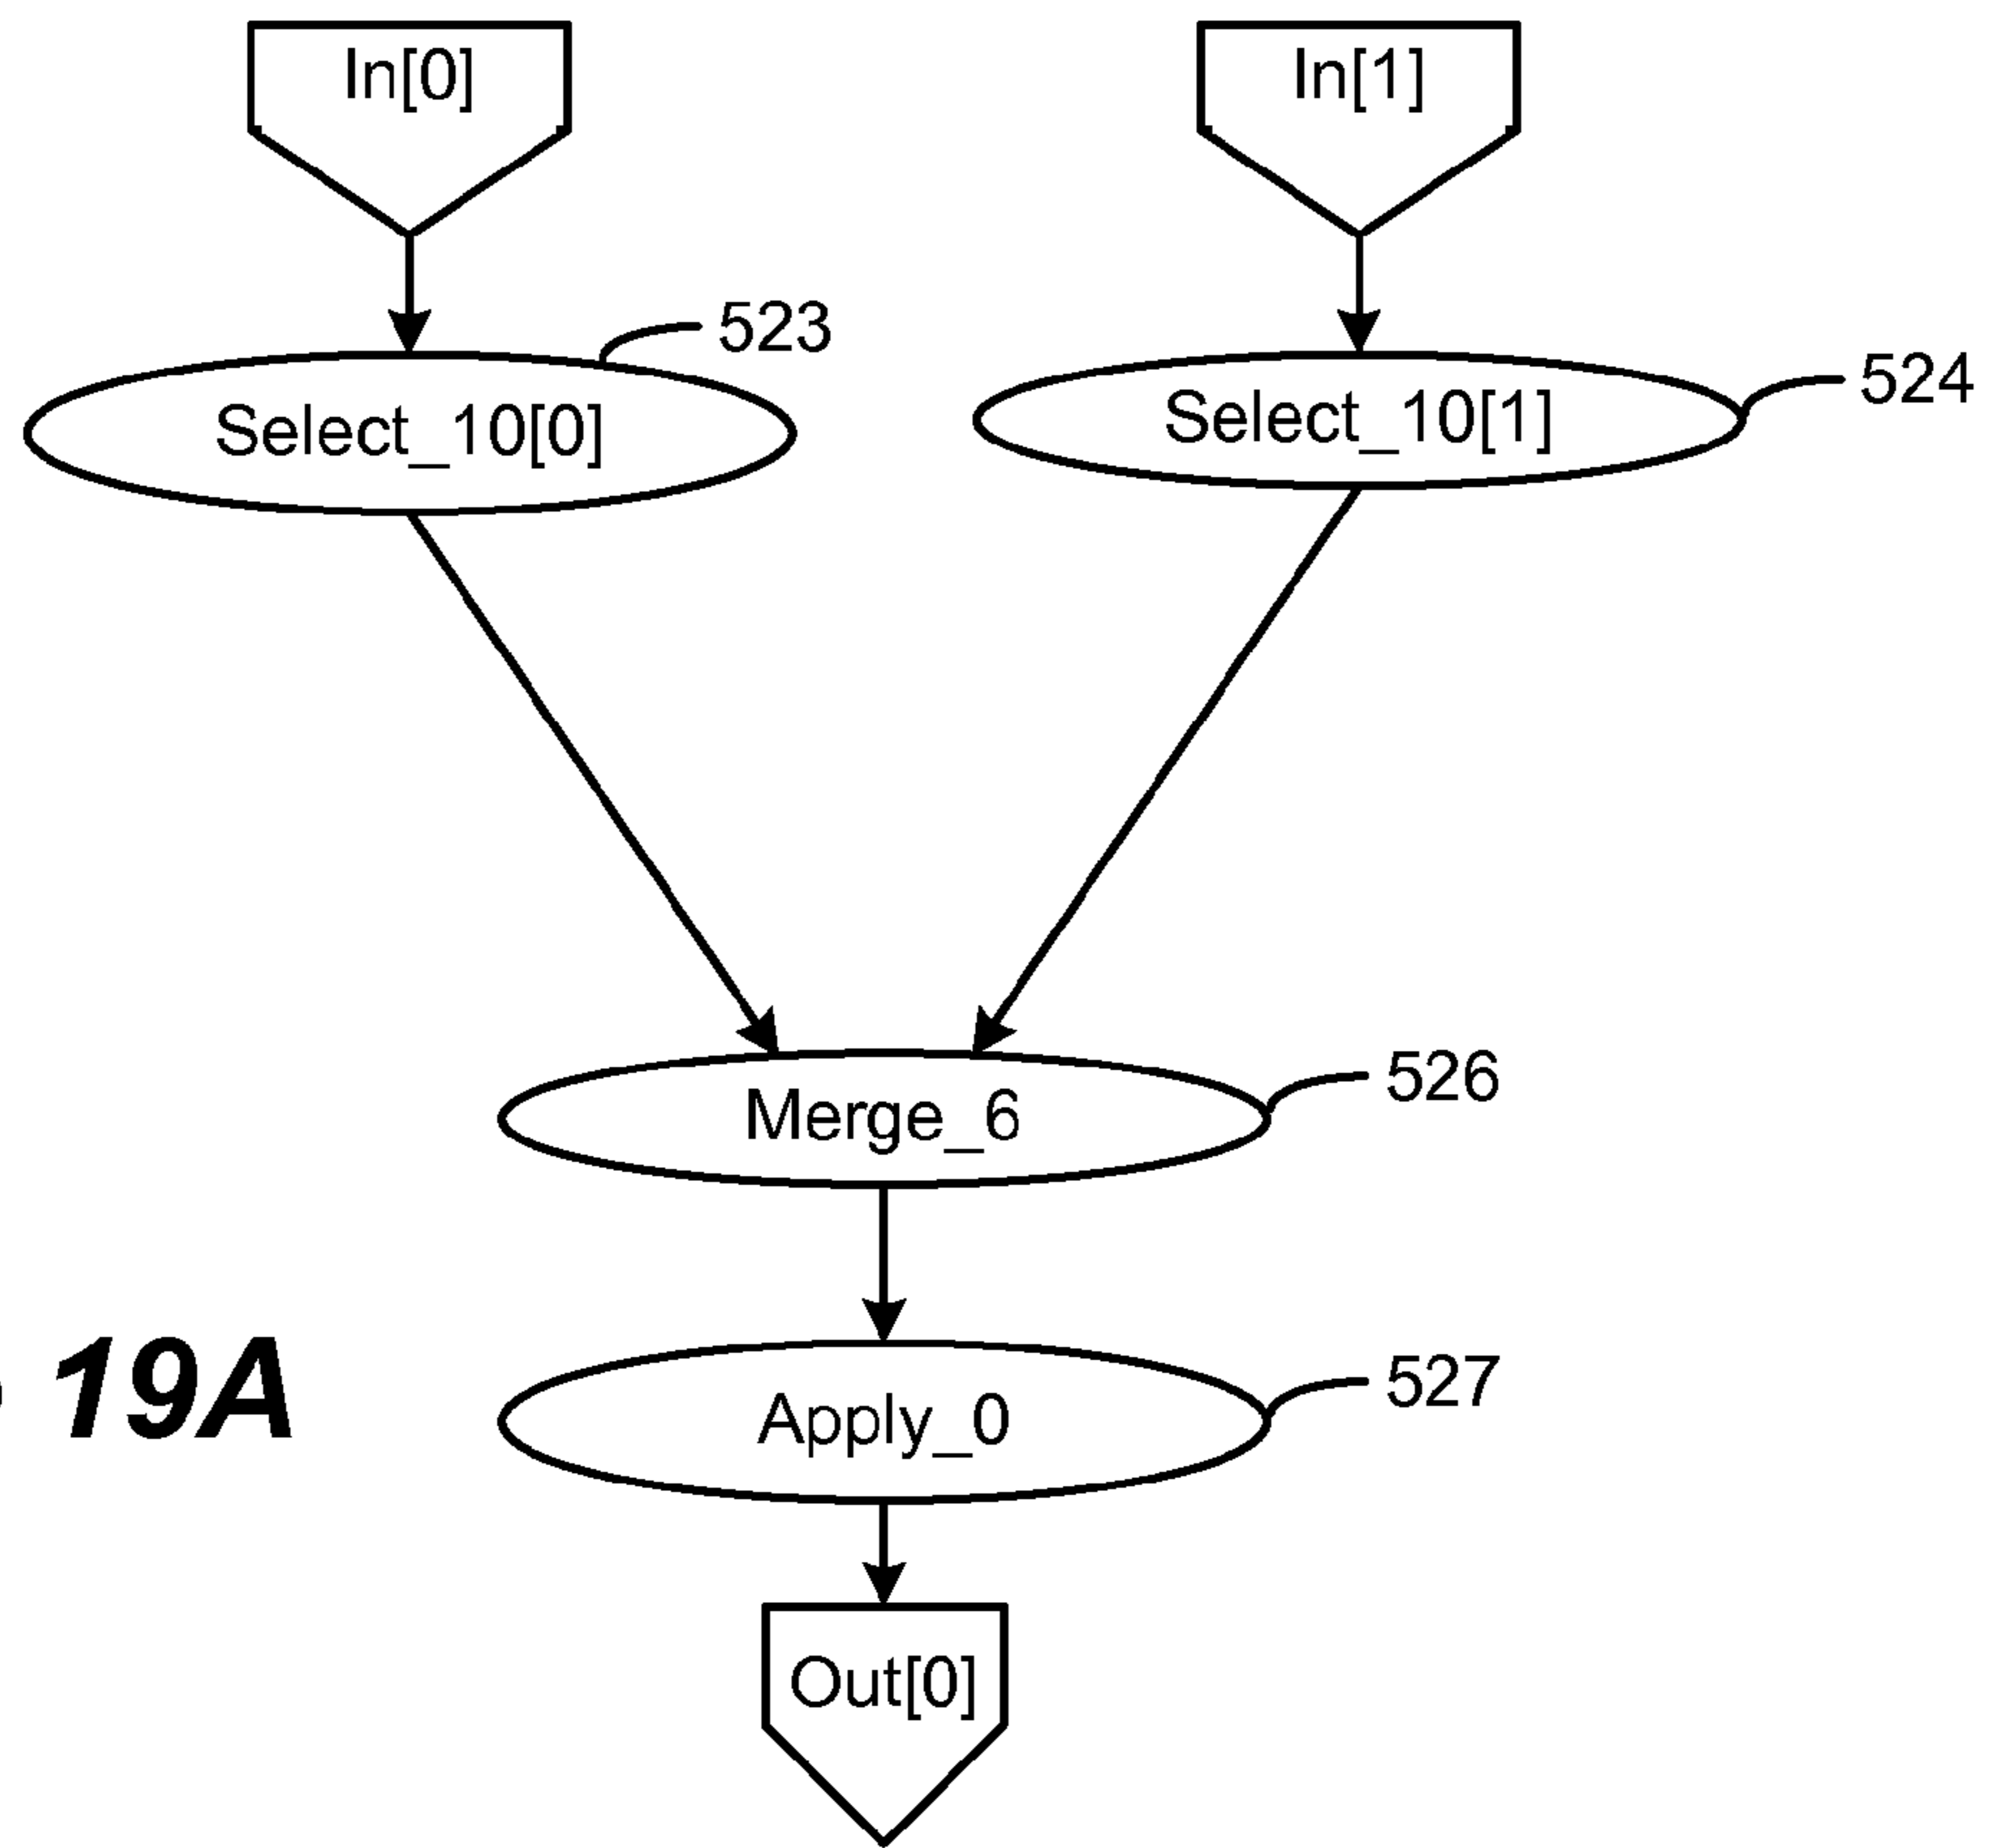 In[0]
In[1]
523
524
Select_10[0]
Select_10[1]
526
Merge_6
527
19A
Apply_0
Out[0]